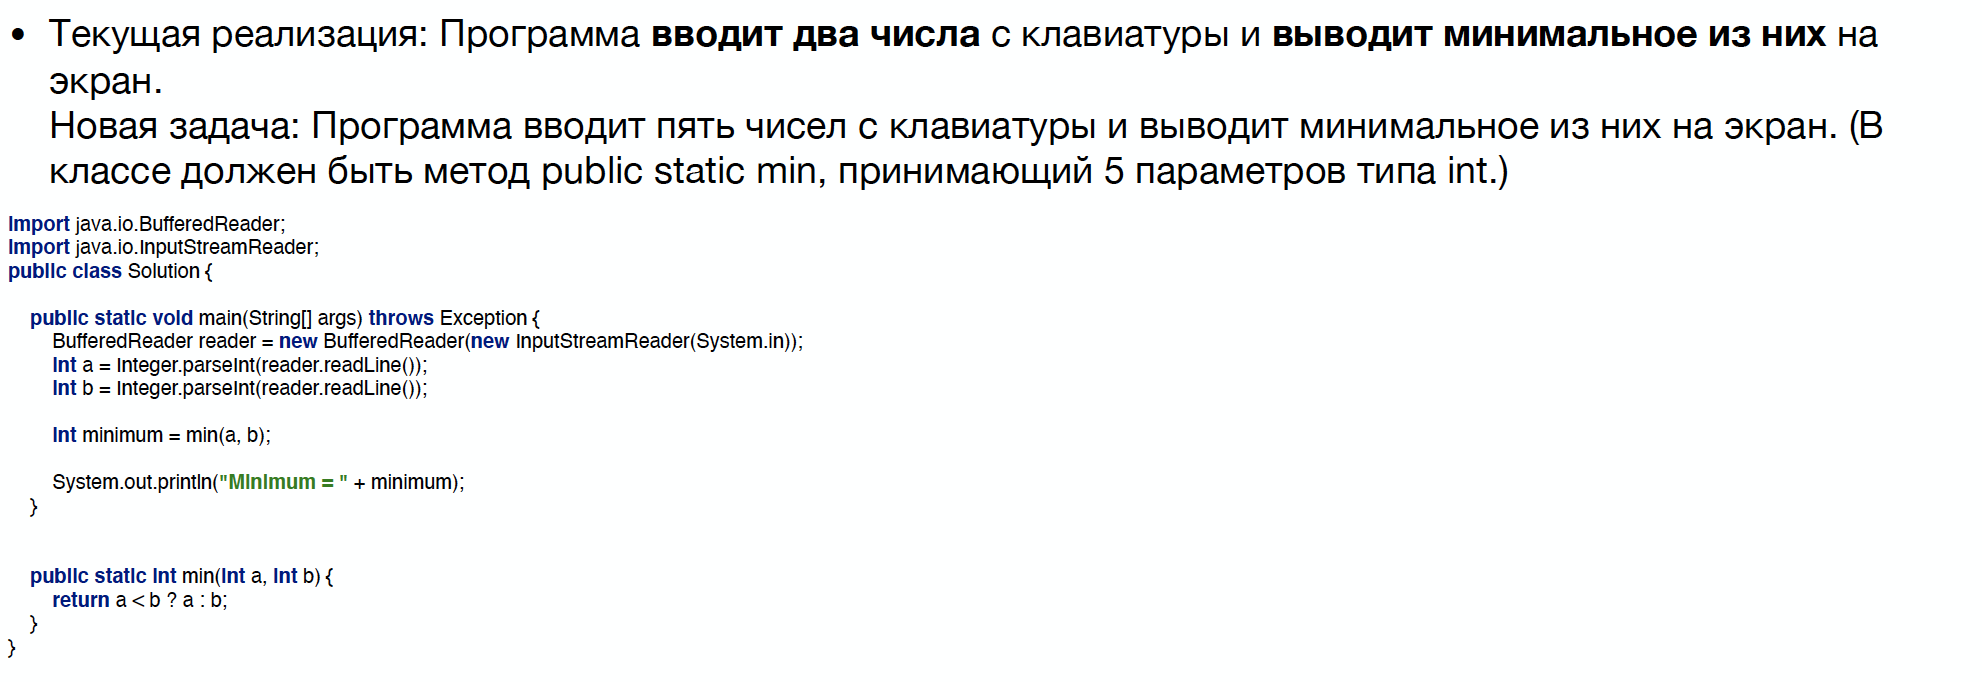 • Текущая реализация: Программа вводит два числа с клавиатуры и выводит минимальное из них на
экран.
Новая задача: Программа вводит пять чисел с клавиатуры и выводит минимальное из них на экран. (В
классе должен быть метод public static min, принимающий 5 параметров типа int.)
import java.io.BufferedReader;
import java.io.InputStreamReader;
public class Solution {
public static void main(String[] args) throws Exception {
BufferedReader reader = new BufferedReader(new InputStreamReader(System.in));
int a = Integer.parseInt(reader.readLine());
int b = Integer.parseInt(reader.readLine());
int minimum = min(a, b);
System.out.println("Minimum = " + minimum);
}
public static int min(int a, int b) {
return a < b ? a : b;
}
}